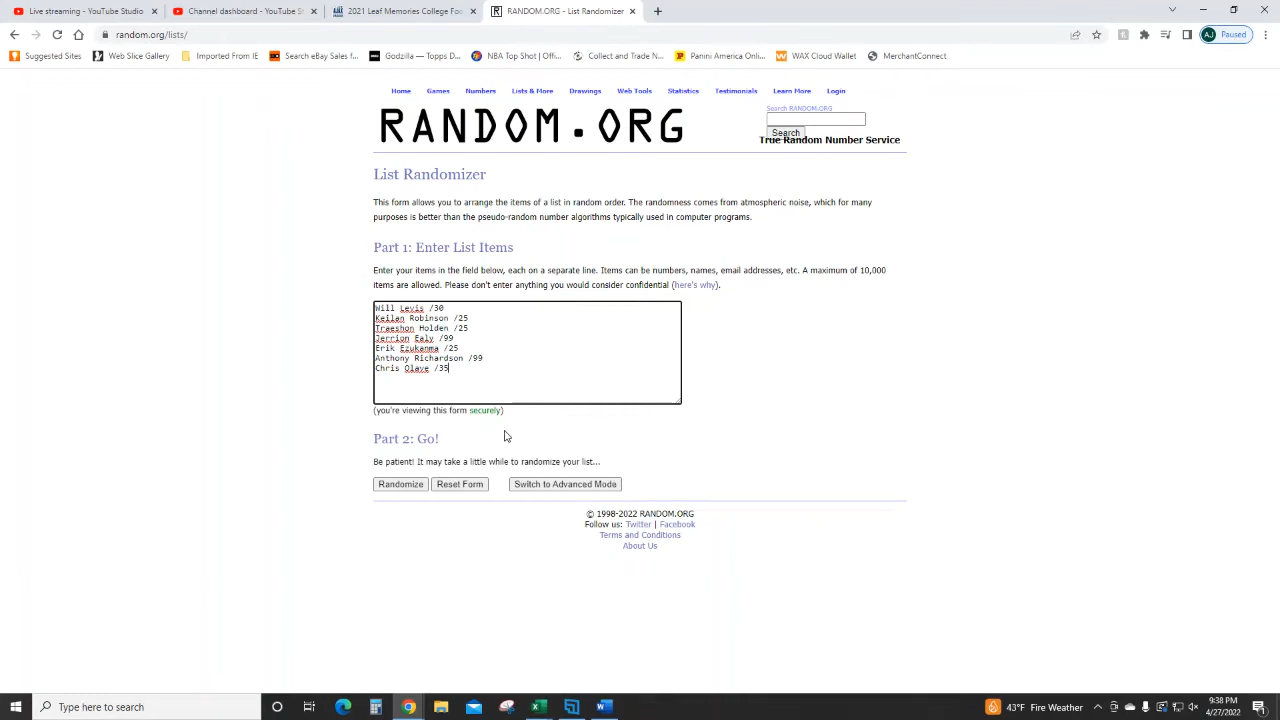 Live streaming - YouTube Studio
Channel dashboard - YouTube St
2021 Leaf Memories College Foo
RANDOM.ORG - List Randomizer
random.org/lists/
AJ Paused
Suggested Sites
Web Slice Gallery
Imported From IE
Search eBay Sales f...
Godzilla — Topps D...
NBA Top Shot | Offi...
Collect and Trade N...
Panini America Onl...
WAX Cloud Wallet
MerchantConnect
Home Games Numbers Lists & More Drawings Web Tools Statistics Testimonials Learn More Login
RANDOM.ORG
Search RANDOM.ORG
Search
True Random Number Service
List Randomizer
This form allows you to arrange the items of a list in random order. The randomness comes from atmospheric noise, which for many
purposes is better than the pseudo-random number algorithms typically used in computer programs.
Part 1: Enter List Items
Enter your items in the field below, each on a separate line. Items can be numbers, names, email addresses, etc. A maximum of 10,000
items are allowed. Please don't enter anything you would consider confidential (here's why).
Will Levis /30
Keilan Robinson /25
Traeshon Holden /25
Jerrion Ealy /99
Erik Ezukanma /25
Anthony Richardson /99
Chris Olave /35
(you're viewing this form securely)
Part 2: Go!
Be patient! It may take a little while to randomize your list...
Randomize Reset Form Switch to Advanced Mode
© 1998-2022 RANDOM.ORG
Follow us: Twitter | Facebook
Terms and Conditions
About Us
Type here to search
43°F Fire Weather
9:38 PM
4/27/2022